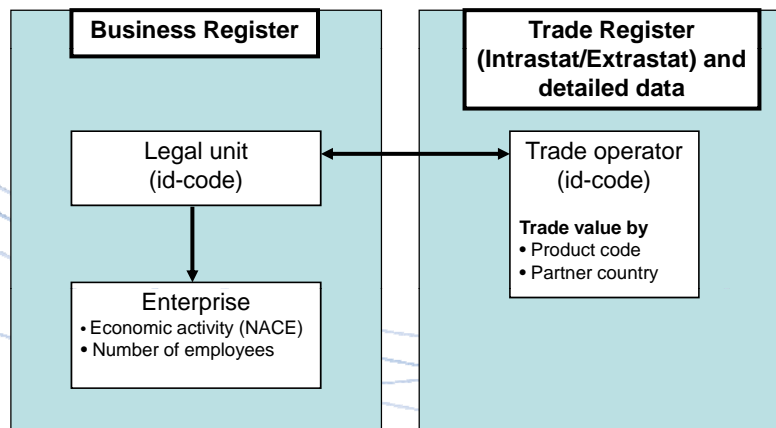 Business Register
Legal unit
(id-code)
Enterprise
• Economic activity (NACE)
• Number of employees
Trade Register
(Intrastat/Extrastat) and
detailed data
Trade operator
(id-code)
Trade value by
• Product code
• Partner country